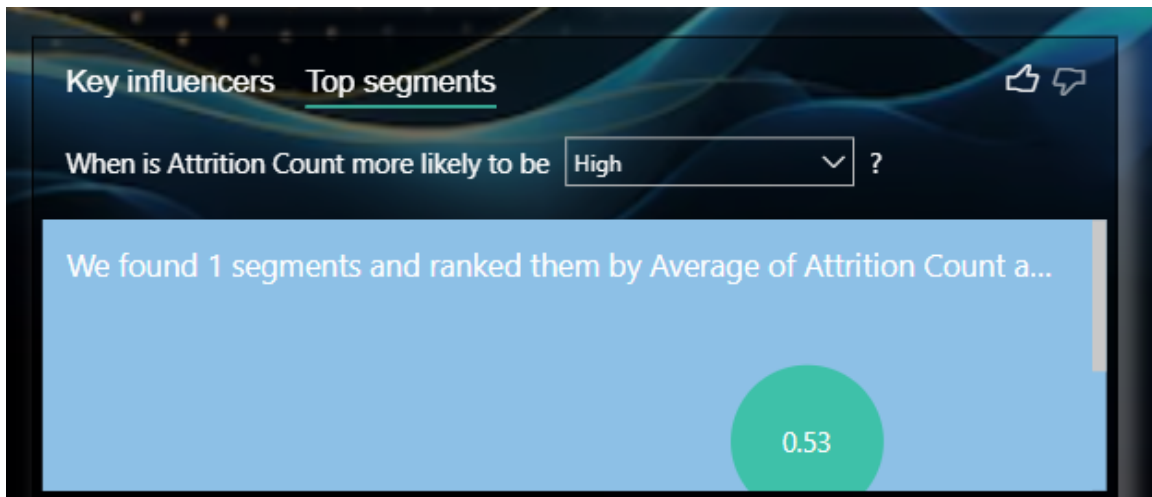 Key influencers Top segments
When is Attrition Count more likely to be High ?
We found 1 segments and ranked them by Average of Attrition Count a...
0.53